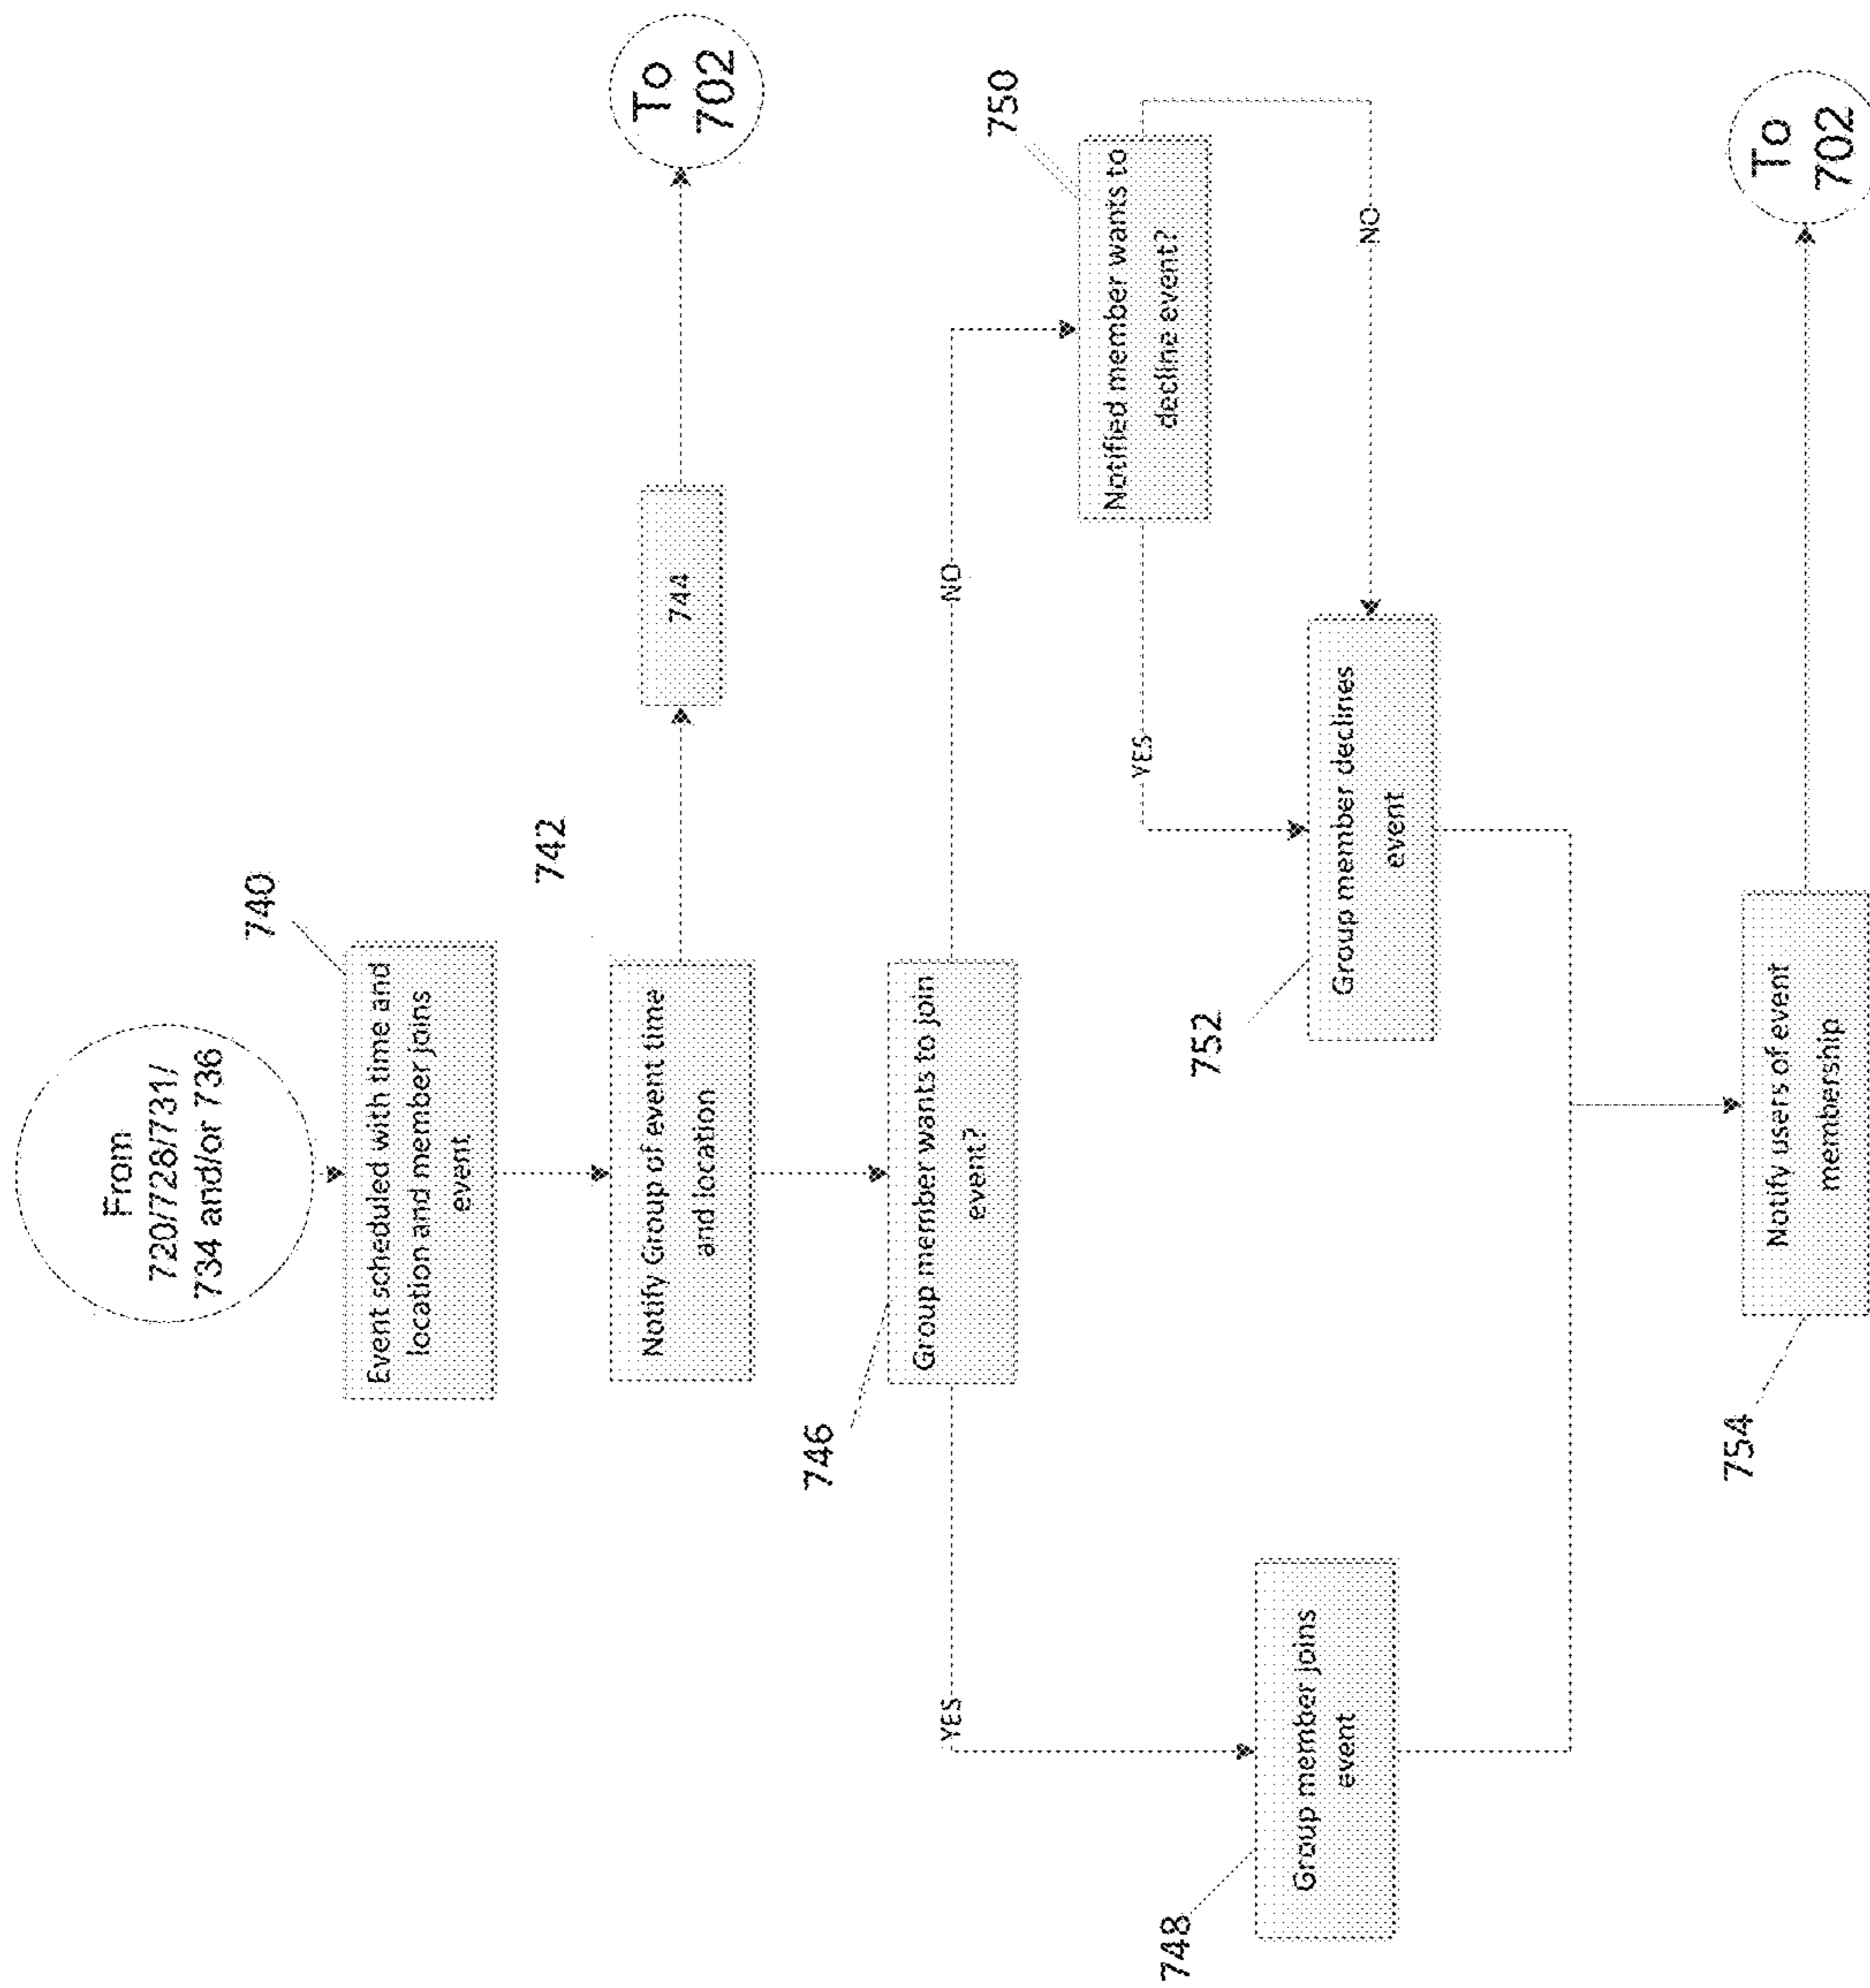 From
720/728/731/
734 and/or 736
740
Event scheduled with time and
location and member joins
event
742
Notify Group of event time
and location
744
To
702
746
Group member wants to join
event?
YES
NO
748
Group member joins
event
750
Notified member wants to
decline event?
YES
NO
752
Group member declines
event
754
Notify users of event
membership
To
702